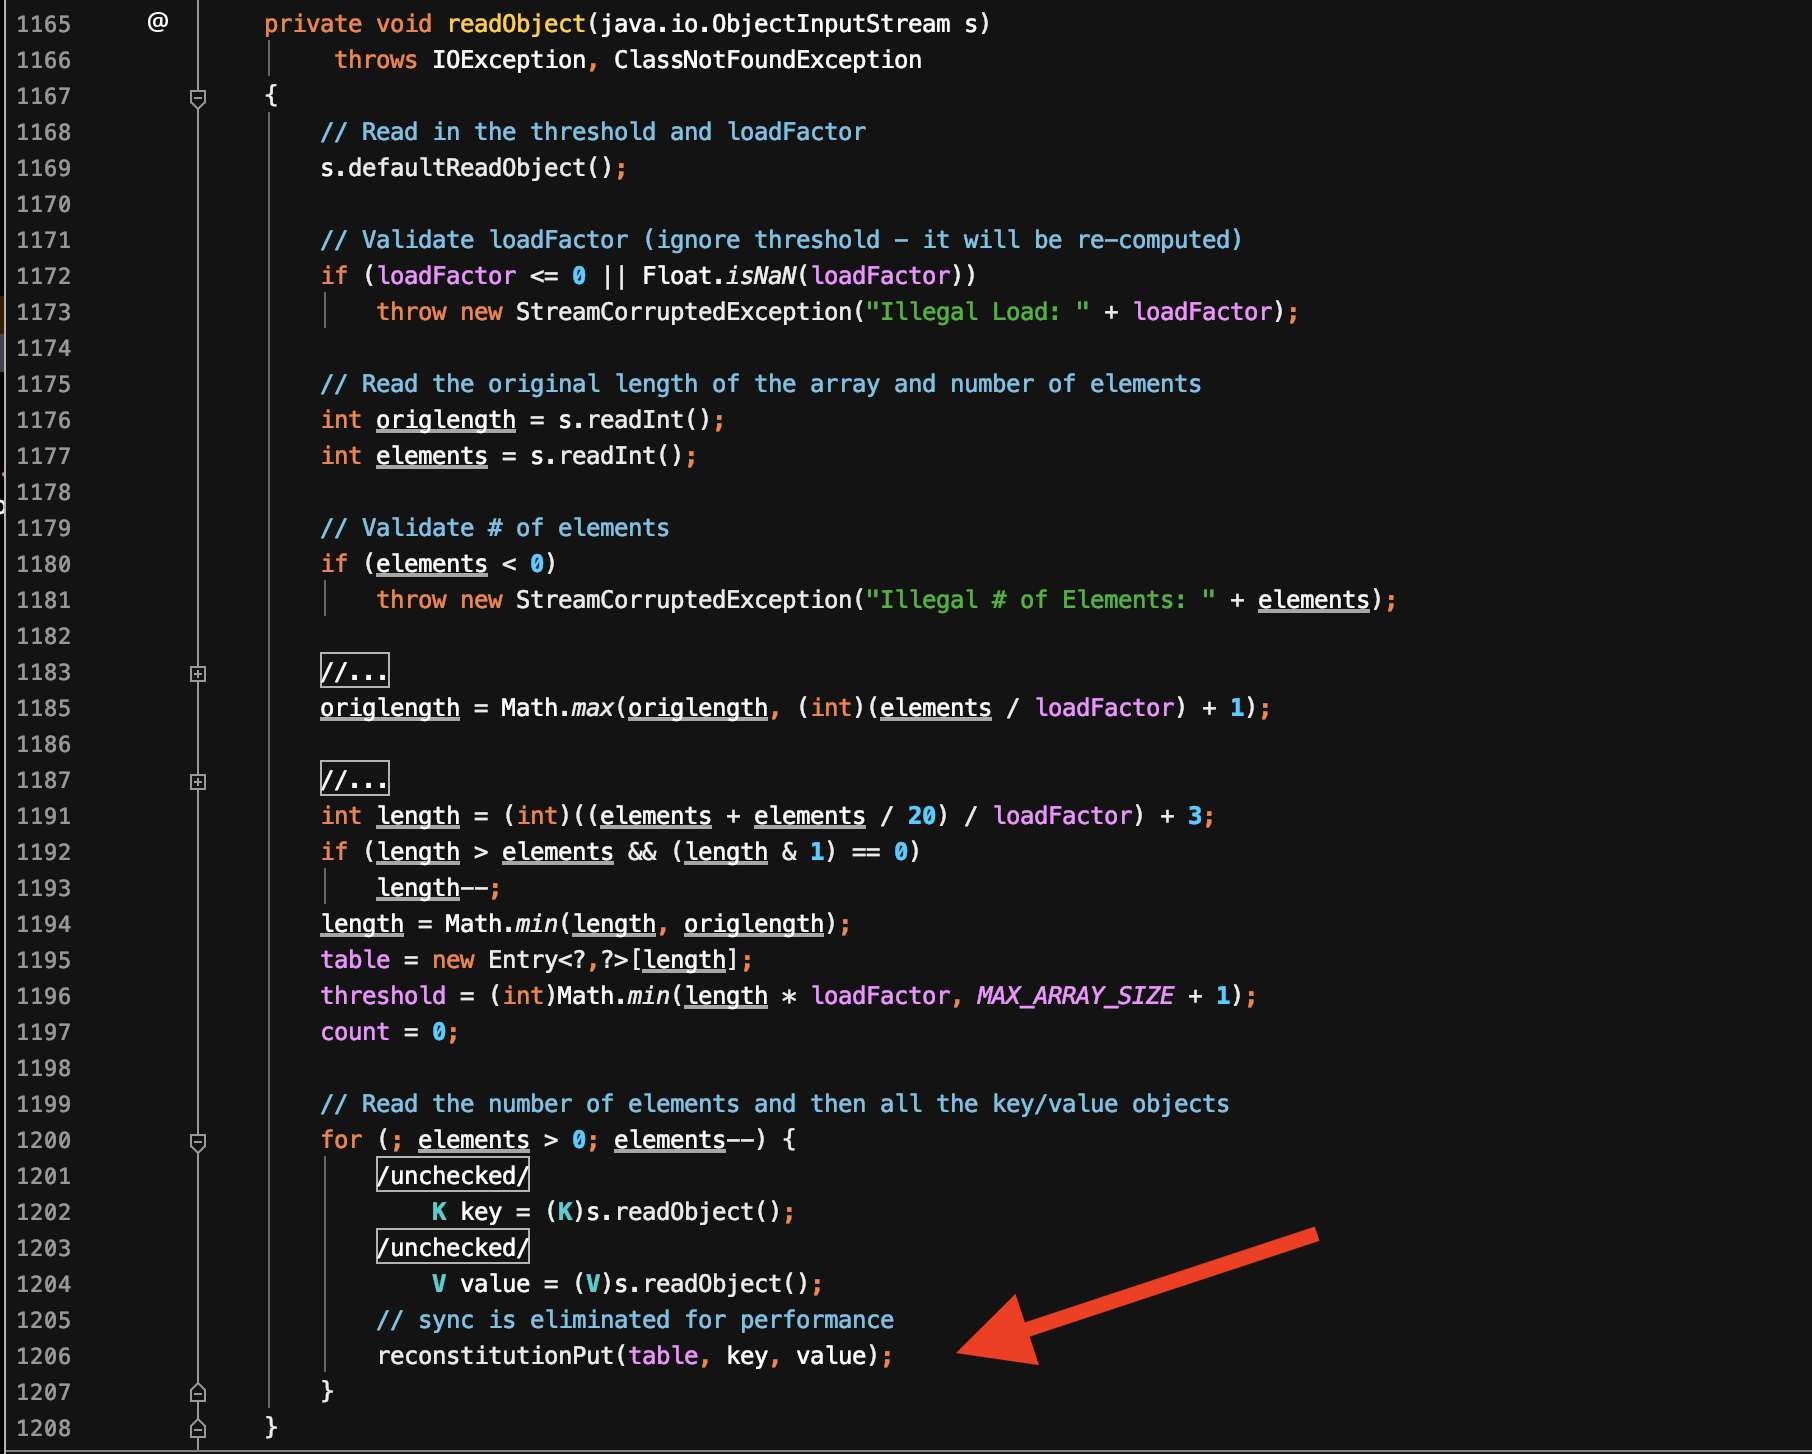 1165 @ private void readObject(java.io.ObjectInputStream s)
1166 throws IOException, ClassNotFoundException
1167 {
1168 // Read in the threshold and loadFactor
1169 s.defaultReadObject();
1170
1171 // Validate loadFactor (ignore threshold – it will be re–computed)
1172 if (loadFactor <= 0 || Float.isNaN(loadFactor))
1173 throw new StreamCorruptedException("Illegal Load: " + loadFactor);
1174
1175 // Read the original length of the array and number of elements
1176 int origlength = s.readInt();
1177 int elements = s.readInt();
1178
1179 // Validate # of elements
1180 if (elements < 0)
1181 throw new StreamCorruptedException("Illegal # of Elements: " + elements);
1182
1183 //...
1185 origlength = Math.max(origlength, (int)(elements / loadFactor) + 1);
1186
1187 //...
1191 int length = (int)((elements + elements / 20) / loadFactor) + 3;
1192 if (length > elements && (length & 1) == 0)
1193 length--;
1194 length = Math.min(length, origlength);
1195 table = new Entry<?,?>[length];
1196 threshold = (int)Math.min(length * loadFactor, MAX_ARRAY_SIZE + 1);
1197 count = 0;
1198
1199 // Read the number of elements and then all the key/value objects
1200 for (; elements > 0; elements--) {
1201 /unchecked/
1202 K key = (K)s.readObject();
1203 /unchecked/
1204 V value = (V)s.readObject();
1205 // sync is eliminated for performance
1206 reconstitutionPut(table, key, value);
1207 }
1208 }